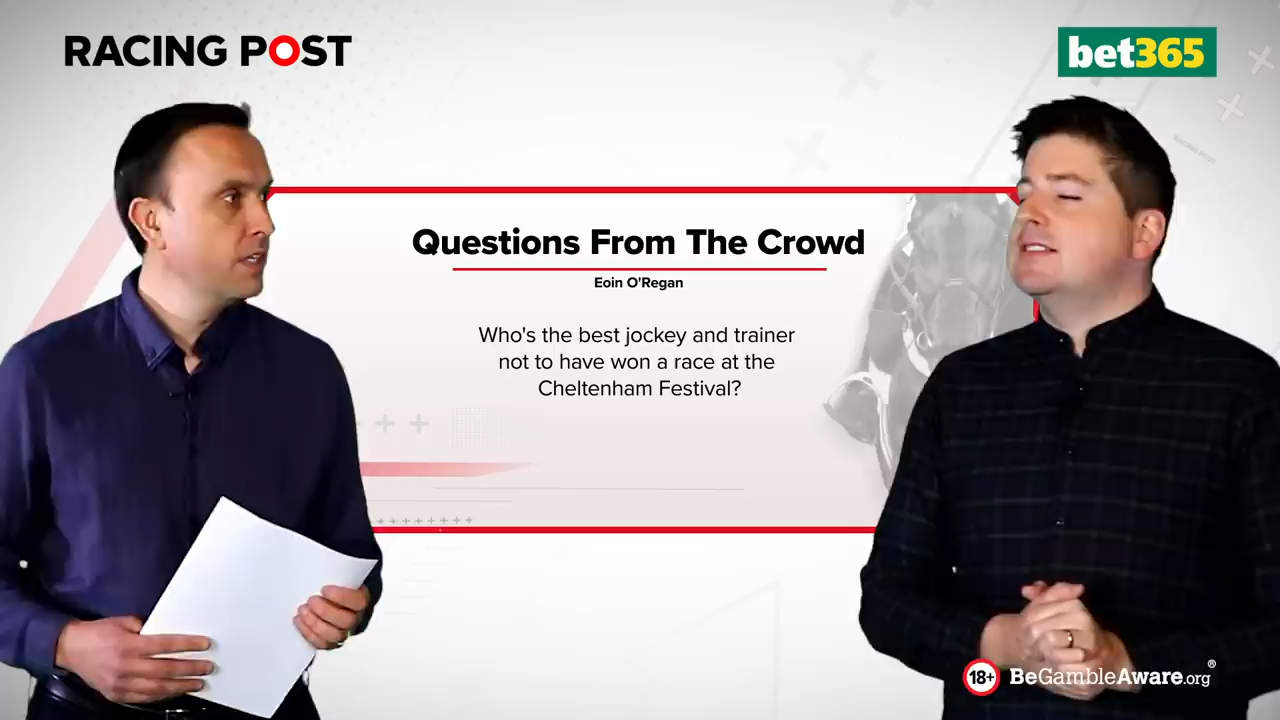 RACING POST
bet365
Questions From The Crowd
Eoin O'Regan
Who's the best jockey and trainer
not to have won a race at the
Cheltenham Festival?
18+ BeGambleAware.org®